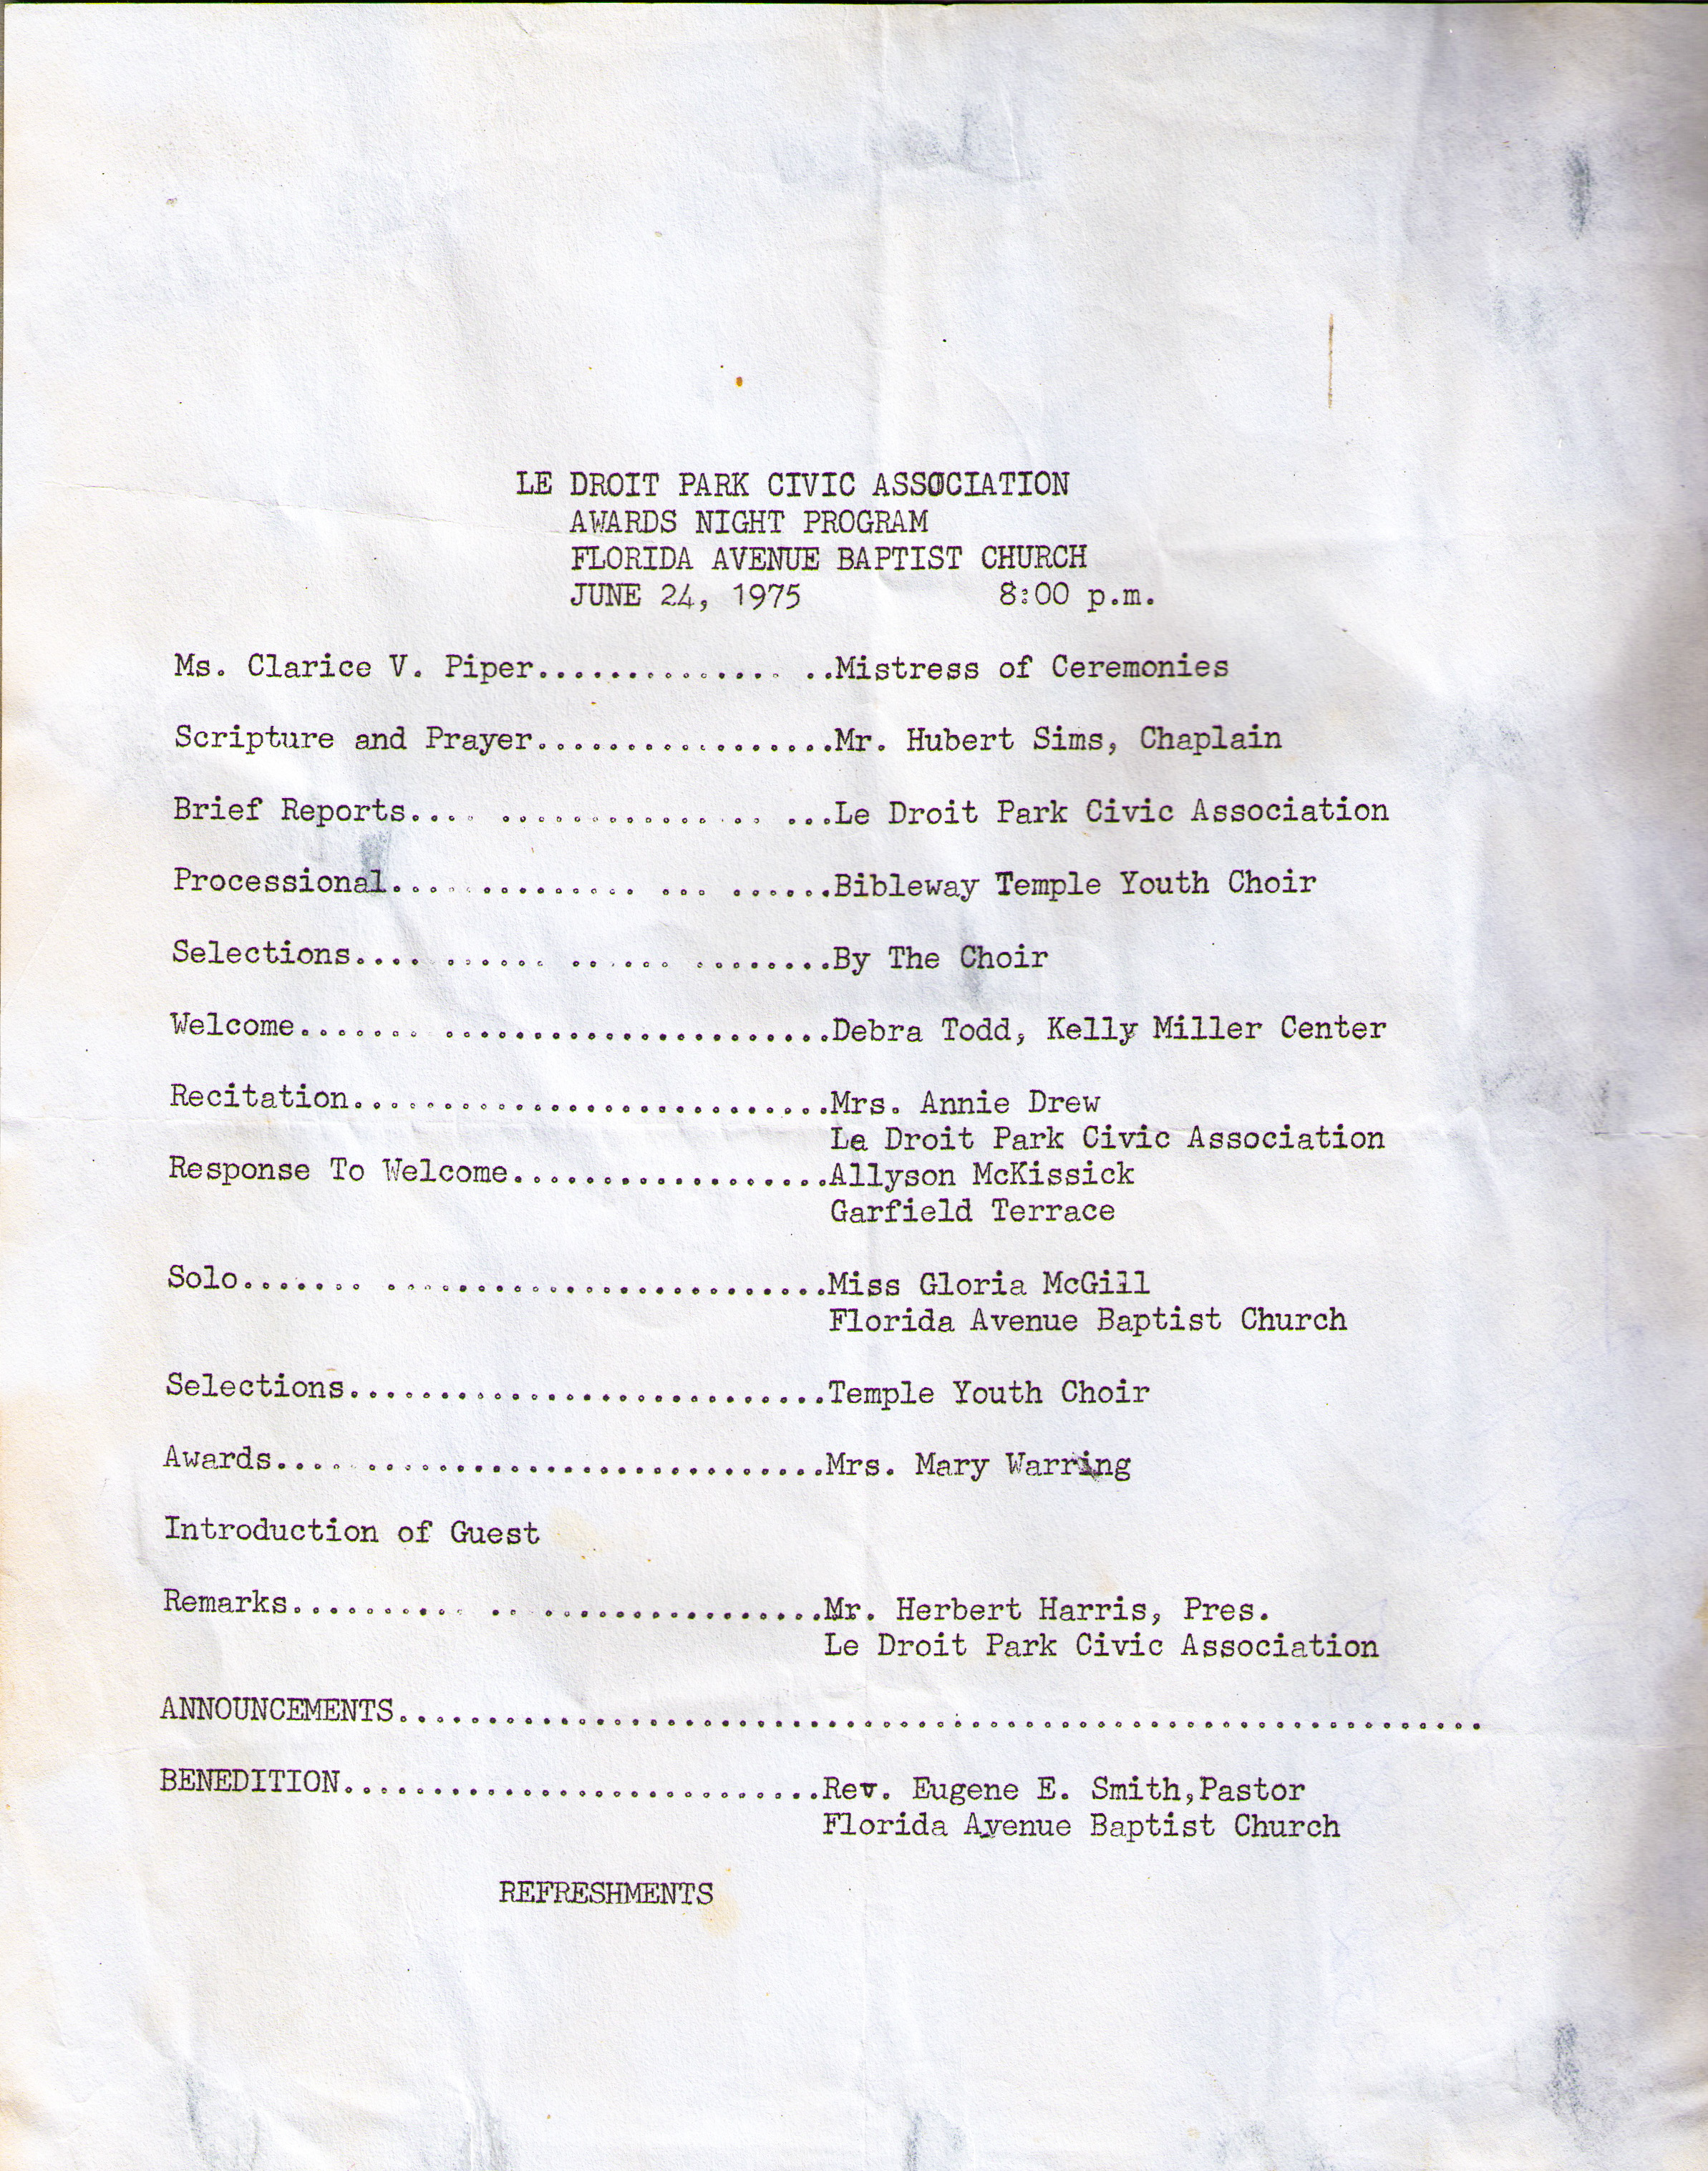 LE DROIT PARK CIVIC ASSOCIATION
AWARDS NIGHT PROGRAM
FLORIDA AVENUE BAPTIST CHURCH
JUNE 24, 1975 8:00 p.m.
Ms. Clarice V. Piper.............. ..Mistress of Ceremonies
Scripture and Prayer.................Mr. Hubert Sims, Chaplain
Brief Reports.... ............... ...Le Droit Park Civic Association
Processional.............. ... ......Bibleway Temple Youth Choir
Selections.... ...... ...... ........By The Choir
Welcome....... ......................Debra Todd, Kelly Miller Center
Recitation...........................Mrs. Annie Drew
Le Droit Park Civic Association
Response To Welcome..................Allyson McKissick
Garfield Terrace
Solo....... .........................Miss Gloria McGill
Florida Avenue Baptist Church
Selections...........................Temple Youth Choir
Awards...............................Mrs. Mary Warring
Introduction of Guest
Remarks.......... .. ................Mr. Herbert Harris, Pres.
Le Droit Park Civic Association
ANNOUNCEMENTS.............................................................
BENEDITION...........................Rev. Eugene E. Smith,Pastor
Florida Avenue Baptist Church
REFRESHMENTS